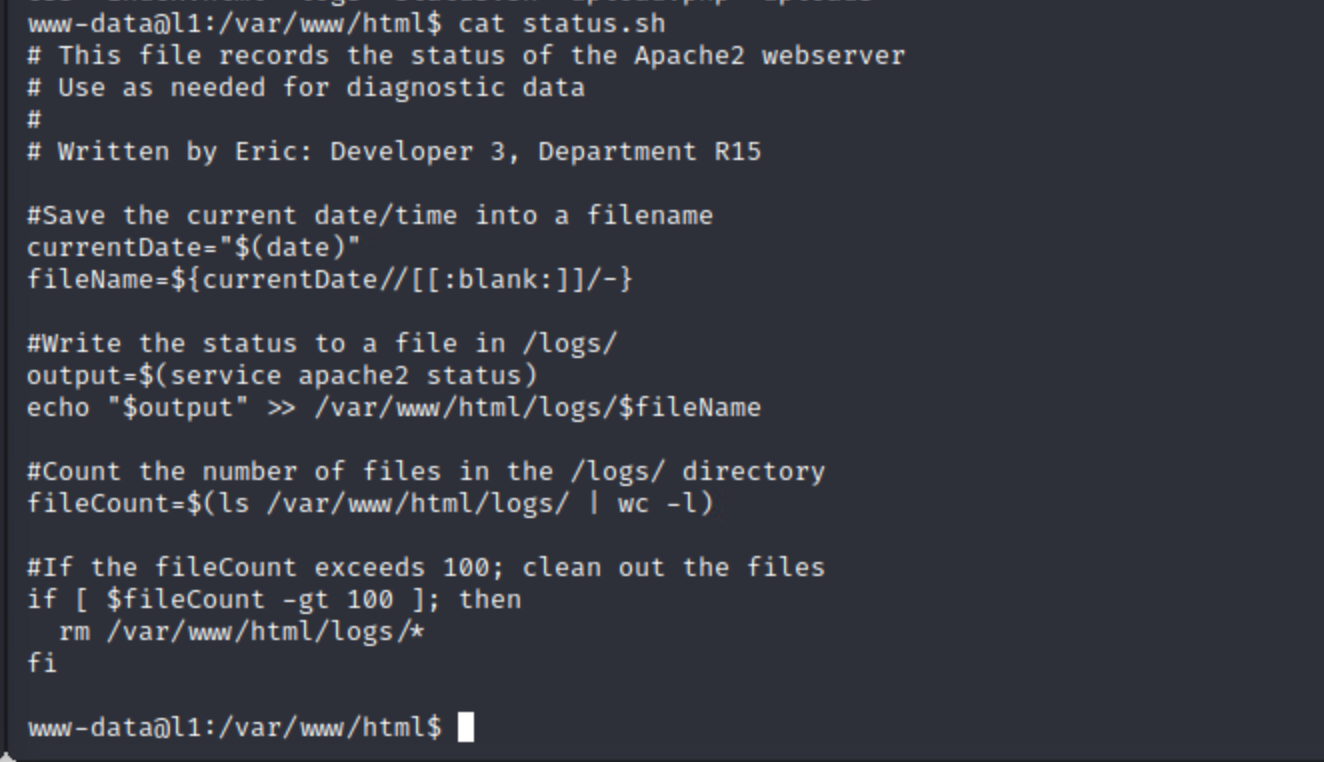 www-data@l1:/var/www/html$ cat status.sh
# This file records the status of the Apache2 webserver
# Use as needed for diagnostic data
#
# Written by Eric: Developer 3, Department R15
#Save the current date/time into a filename
currentDate="$(date)"
fileName=${currentDate//[[:blank:]]/-}
#Write the status to a file in /logs/
output=$(service apache2 status)
echo "$output" >> /var/www/html/logs/$fileName
#Count the number of files in the /logs/ directory
fileCount=$(ls /var/www/html/logs/ | wc -l)
#If the fileCount exceeds 100; clean out the files
if [ $fileCount -gt 100 ]; then
  rm /var/www/html/logs/*
fi
www-data@l1:/var/www/html$